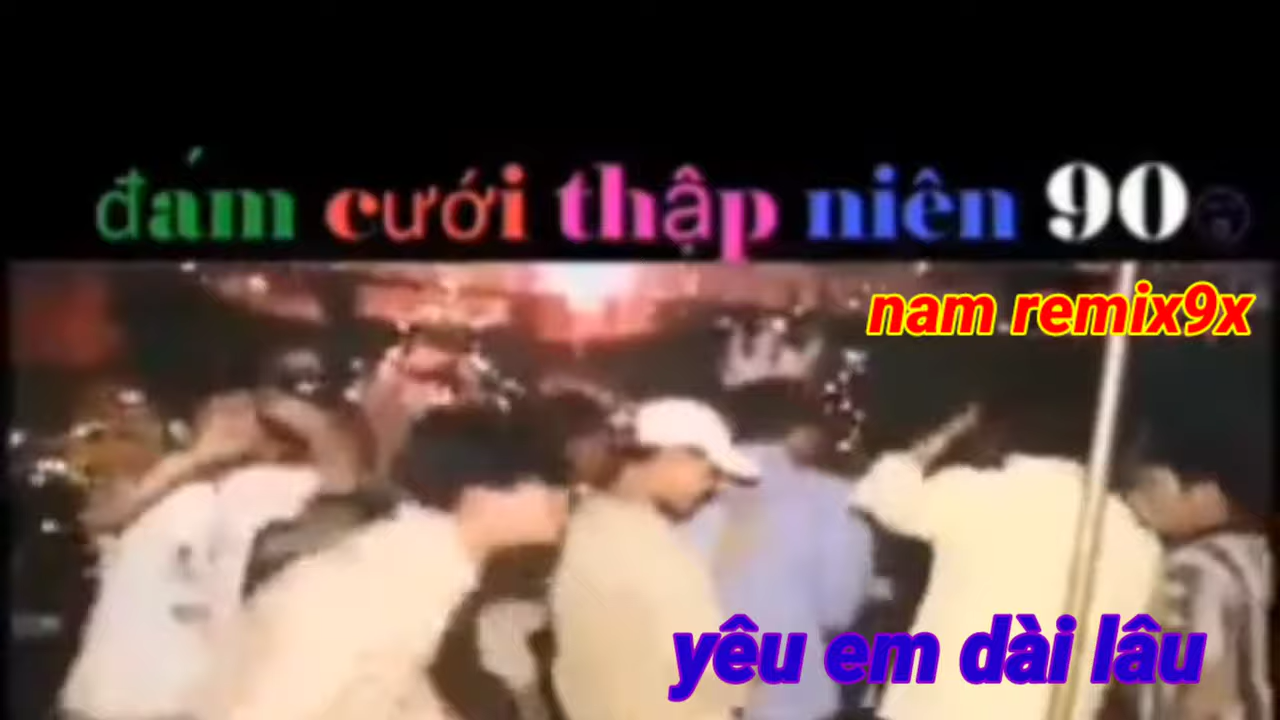 đám cưới thập niên 90
nam remix9x
yêu em dài lâu